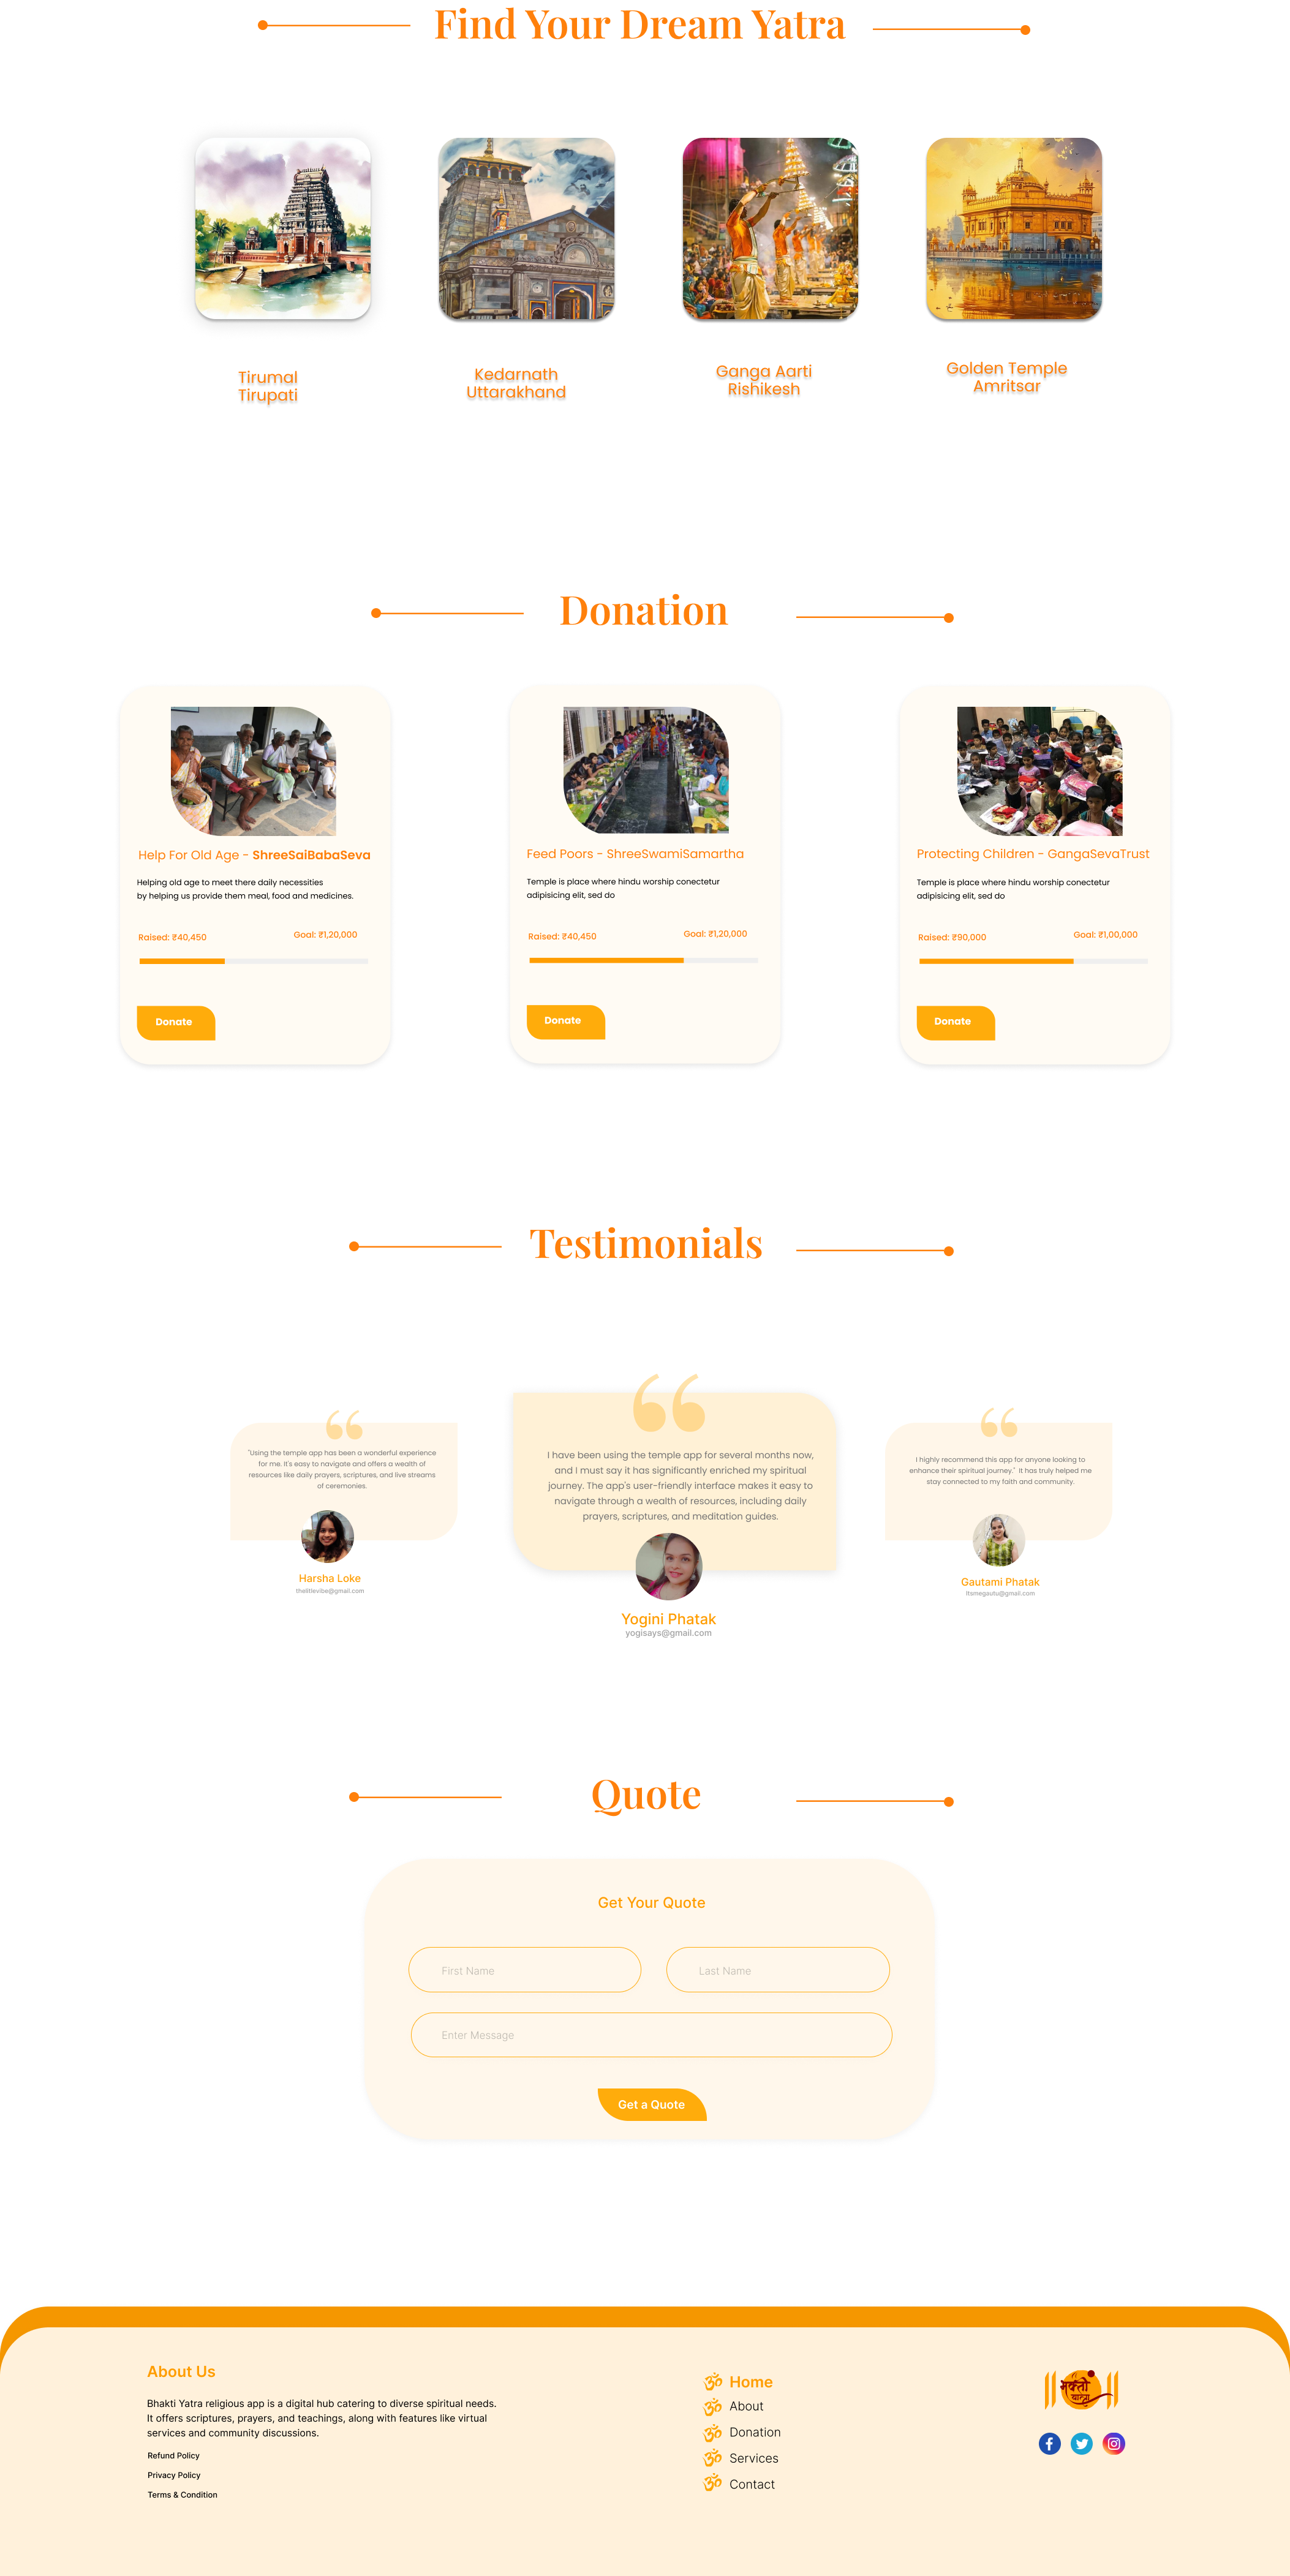 Find Your Dream Yatra
Tirumal
Tirupati
Kedarnath
Uttarakhand
Ganga Aarti
Rishikesh
Golden Temple
Amritsar
Donation
Help For Old Age - ShreeSaiBabaSeva
Helping old age to meet there daily necessities
by helping us provide them meal, food and medicines.
Raised: ₹40,450
Goal: ₹1,20,000
Donate
Feed Poors - ShreeSwamiSamartha
Temple is place where hindu worship conectetur
adipisicing elit, sed do
Raised: ₹40,450
Goal: ₹1,20,000
Donate
Protecting Children - GangaSevaTrust
Temple is place where hindu worship conectetur
adipisicing elit, sed do
Raised: ₹90,000
Goal: ₹1,00,000
Donate
Testimonials
"Using the temple app has been a wonderful experience
for me. It's easy to navigate and offers a wealth of
resources like daily prayers, scriptures, and live streams
of ceremonies.
Harsha Loke
thelitlevibe@gmail.com
I have been using the temple app for several months now,
and I must say it has significantly enriched my spiritual
journey. The app's user-friendly interface makes it easy to
navigate through a wealth of resources, including daily
prayers, scriptures, and meditation guides.
Yogini Phatak
yogisays@gmail.com
I highly recommend this app for anyone looking to
enhance their spiritual journey." It has truly helped me
stay connected to my faith and community.
Gautami Phatak
Itsmegautu@gmail.com
Quote
Get Your Quote
First Name
Last Name
Enter Message
Get a Quote
About Us
Bhakti Yatra religious app is a digital hub catering to diverse spiritual needs.
It offers scriptures, prayers, and teachings, along with features like virtual
services and community discussions.
Refund Policy
Privacy Policy
Terms & Condition
ॐ Home
ॐ About
ॐ Donation
ॐ Services
ॐ Contact
भक्ती
यात्रा